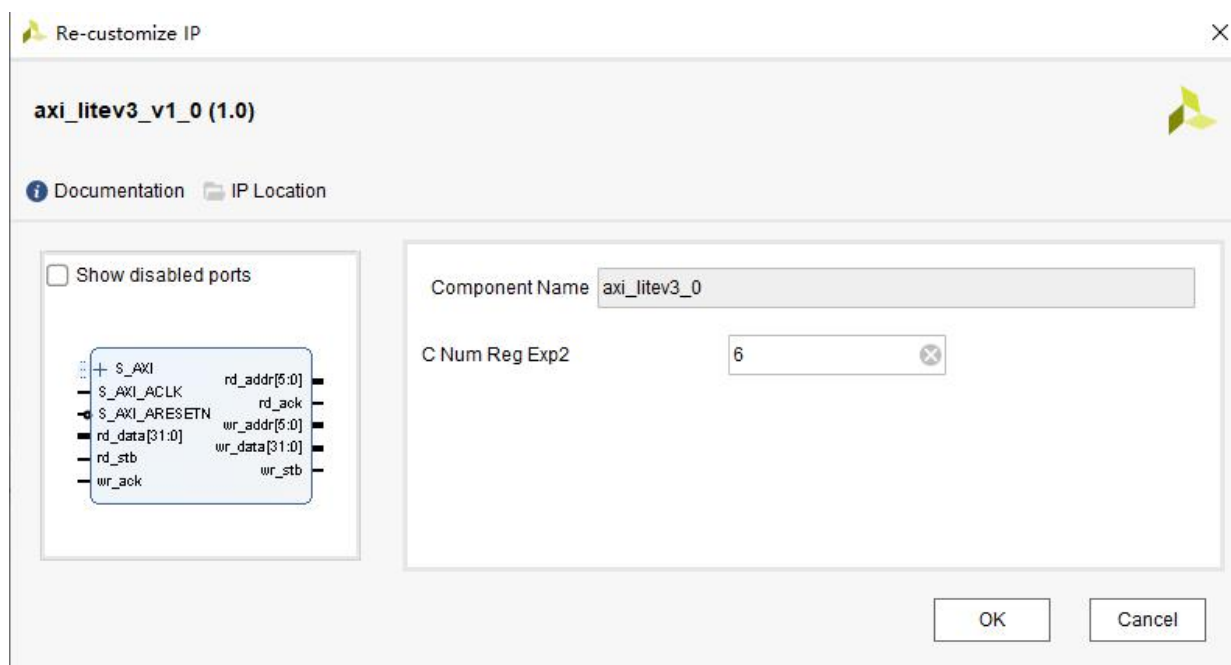 Re-customize IP
axi_litev3_v1_0 (1.0)
Documentation IP Location
Show disabled ports
S_AXI
S_AXI_ACLK
S_AXI_ARESETN
rd_data[31:0]
rd_stb
wr_ack
rd_addr[5:0]
rd_ack
wr_addr[5:0]
wr_data[31:0]
wr_stb
Component Name axi_litev3_0
C Num Reg Exp2 6
OK Cancel